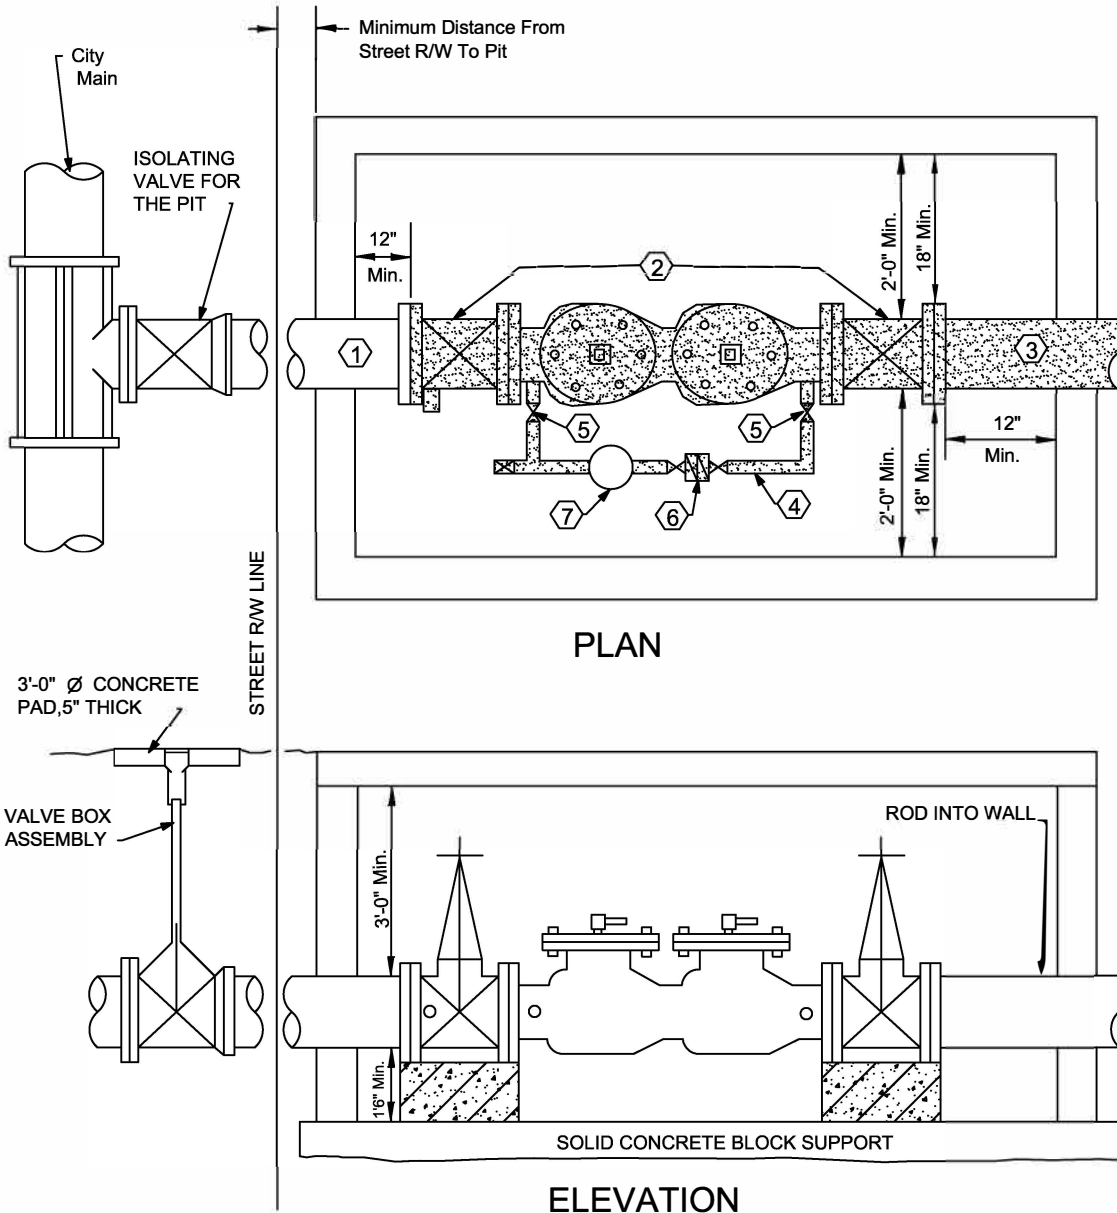 Minimum Distance From
Street R/W To Pit
City
Main
ISOLATING
VALVE FOR
THE PIT
12"
Min.
2
2'-0" Min.
18" Min.
1
3
5
5
12"
Min.
2'-0" Min.
18" Min.
7
6
4
STREET R/W LINE
PLAN
3'-0" Ø CONCRETE
PAD,5" THICK
VALVE BOX
ASSEMBLY
ROD INTO WALL
3'-0" Min.
1'6" Min.
SOLID CONCRETE BLOCK SUPPORT
ELEVATION